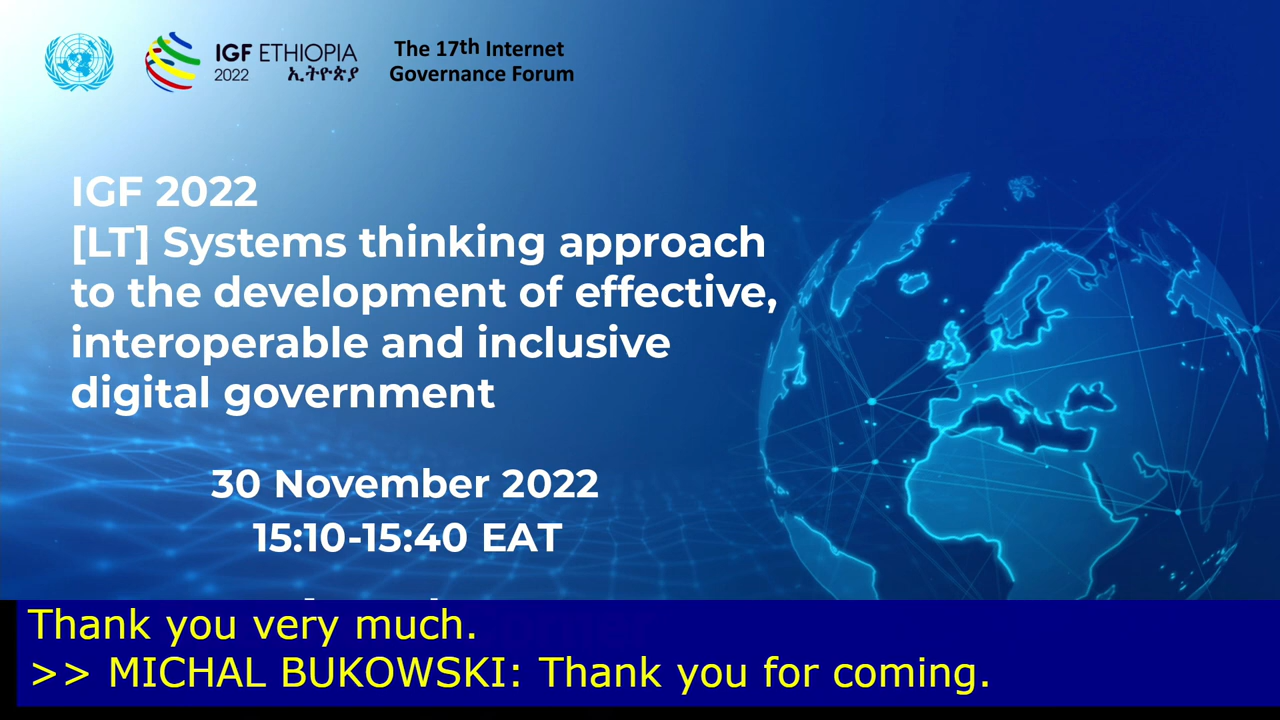 IGF ETHIOPIA
2022 ኢትዮጵያ
The 17th Internet
Governance Forum
IGF 2022
[LT] Systems thinking approach
to the development of effective,
interoperable and inclusive
digital government
30 November 2022
15:10-15:40 EAT
Thank you very much.
>> MICHAL BUKOWSKI: Thank you for coming.